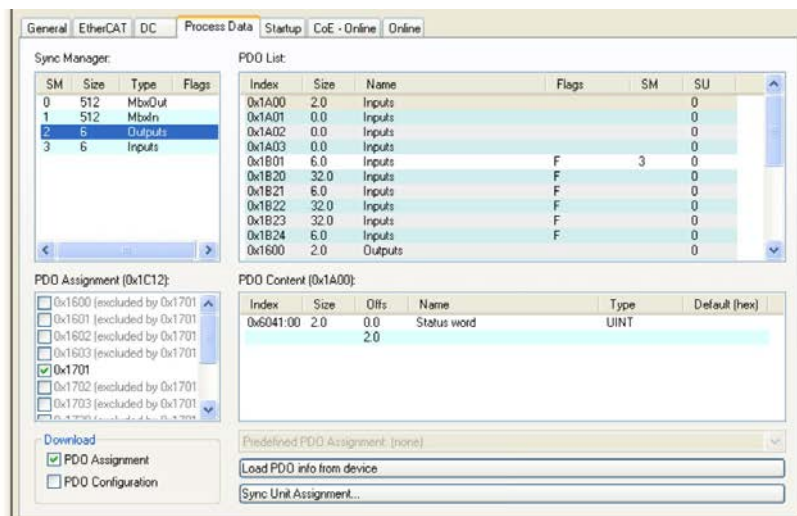 General EtherCAT DC Process Data Startup CoE - Online Online
Sync Manager:
SM Size Type Flags
0 512 MbxOut
1 512 MbxIn
2 6 Outputs
3 6 Inputs
PDO List:
Index Size Name Flags SM SU
0x1A00 2.0 Inputs 0
0x1A01 0.0 Inputs 0
0x1A02 0.0 Inputs 0
0x1A03 0.0 Inputs 0
0x1B01 6.0 Inputs F 3 0
0x1B20 32.0 Inputs F 0
0x1B21 6.0 Inputs F 0
0x1B22 32.0 Inputs F 0
0x1B23 32.0 Inputs F 0
0x1B24 6.0 Inputs F 0
0x1600 2.0 Outputs 0
PDO Assignment (0x1C12):
0x1600 (excluded by 0x1701
0x1601 (excluded by 0x1701
0x1602 (excluded by 0x1701
0x1603 (excluded by 0x1701
0x1701
0x1702 (excluded by 0x1701
0x1703 (excluded by 0x1701
PDO Content (0x1A00):
Index Size Offs Name Type Default (hex)
0x6041:00 2.0 0.0 Status word UINT
2.0
Download
PDO Assignment
PDO Configuration
Predefined PDO Assignment: (none)
Load PDO info from device
Sync Unit Assignment...